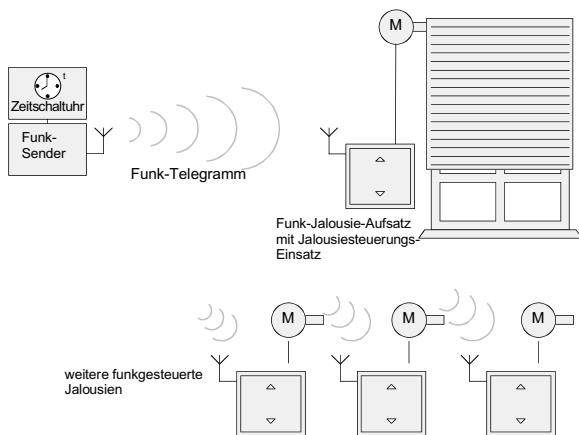 M
t
Zeitschaltuhr
Funk-
Sender
Funk-Telegramm
Funk-Jalousie-Aufsatz
mit Jalousiesteuerungs-
Einsatz
M
M
M
weitere funkgesteuerte
Jalousien